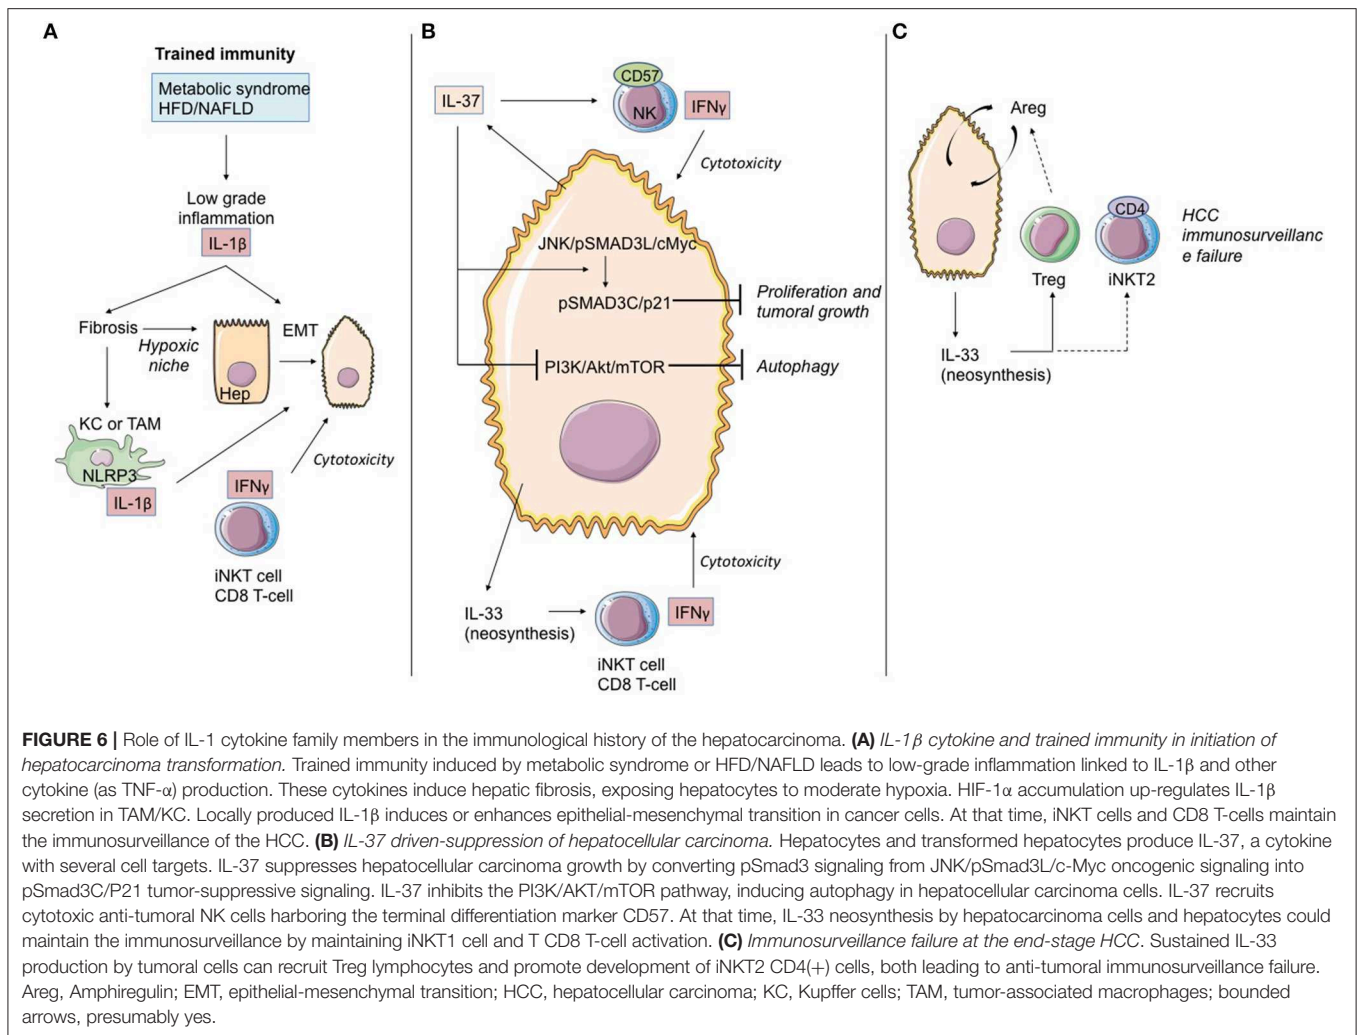 A
Trained immunity
Metabolic syndrome
HFD/NAFLD
Low grade
inflammation
IL-1β
Fibrosis
Hypoxic
niche
EMT
Hep
KC or TAM
NLRP3
IL-1β
Cytotoxicity
IFNγ
iNKT cell
CD8 T-cell
B
IL-37
CD57
NK
IFNγ
Cytotoxicity
JNK/pSMAD3L/cMyc
pSMAD3C/p21
Proliferation and
tumoral growth
PI3K/Akt/mTOR
Autophagy
Cytotoxicity
IL-33
(neosynthesis)
IFNγ
iNKT cell
CD8 T-cell
C
Areg
CD4
Treg
iNKT2
HCC
immunosurveillanc
e failure
IL-33
(neosynthesis)
FIGURE 6 | Role of IL-1 cytokine family members in the immunological history of the hepatocarcinoma. (A) IL-1β cytokine and trained immunity in initiation of
hepatocarcinoma transformation. Trained immunity induced by metabolic syndrome or HFD/NAFLD leads to low-grade inflammation linked to IL-1β and other
cytokine (as TNF-α) production. These cytokines induce hepatic fibrosis, exposing hepatocytes to moderate hypoxia. HIF-1α accumulation up-regulates IL-1β
secretion in TAM/KC. Locally produced IL-1β induces or enhances epithelial-mesenchymal transition in cancer cells. At that time, iNKT cells and CD8 T-cells maintain
the immunosurveillance of the HCC. (B) IL-37 driven-suppression of hepatocellular carcinoma. Hepatocytes and transformed hepatocytes produce IL-37, a cytokine
with several cell targets. IL-37 suppresses hepatocellular carcinoma growth by converting pSmad3 signaling from JNK/pSmad3L/c-Myc oncogenic signaling into
pSmad3C/P21 tumor-suppressive signaling. IL-37 inhibits the PI3K/AKT/mTOR pathway, inducing autophagy in hepatocellular carcinoma cells. IL-37 recruits
cytotoxic anti-tumoral NK cells harboring the terminal differentiation marker CD57. At that time, IL-33 neosynthesis by hepatocarcinoma cells and hepatocytes could
maintain the immunosurveillance by maintaining iNKT1 cell and T CD8 T-cell activation. (C) Immunosurveillance failure at the end-stage HCC. Sustained IL-33
production by tumoral cells can recruit Treg lymphocytes and promote development of iNKT2 CD4(+) cells, both leading to anti-tumoral immunosurveillance failure.
Areg, Amphiregulin; EMT, epithelial-mesenchymal transition; HCC, hepatocellular carcinoma; KC, Kupffer cells; TAM, tumor-associated macrophages; bounded
arrows, presumably yes.